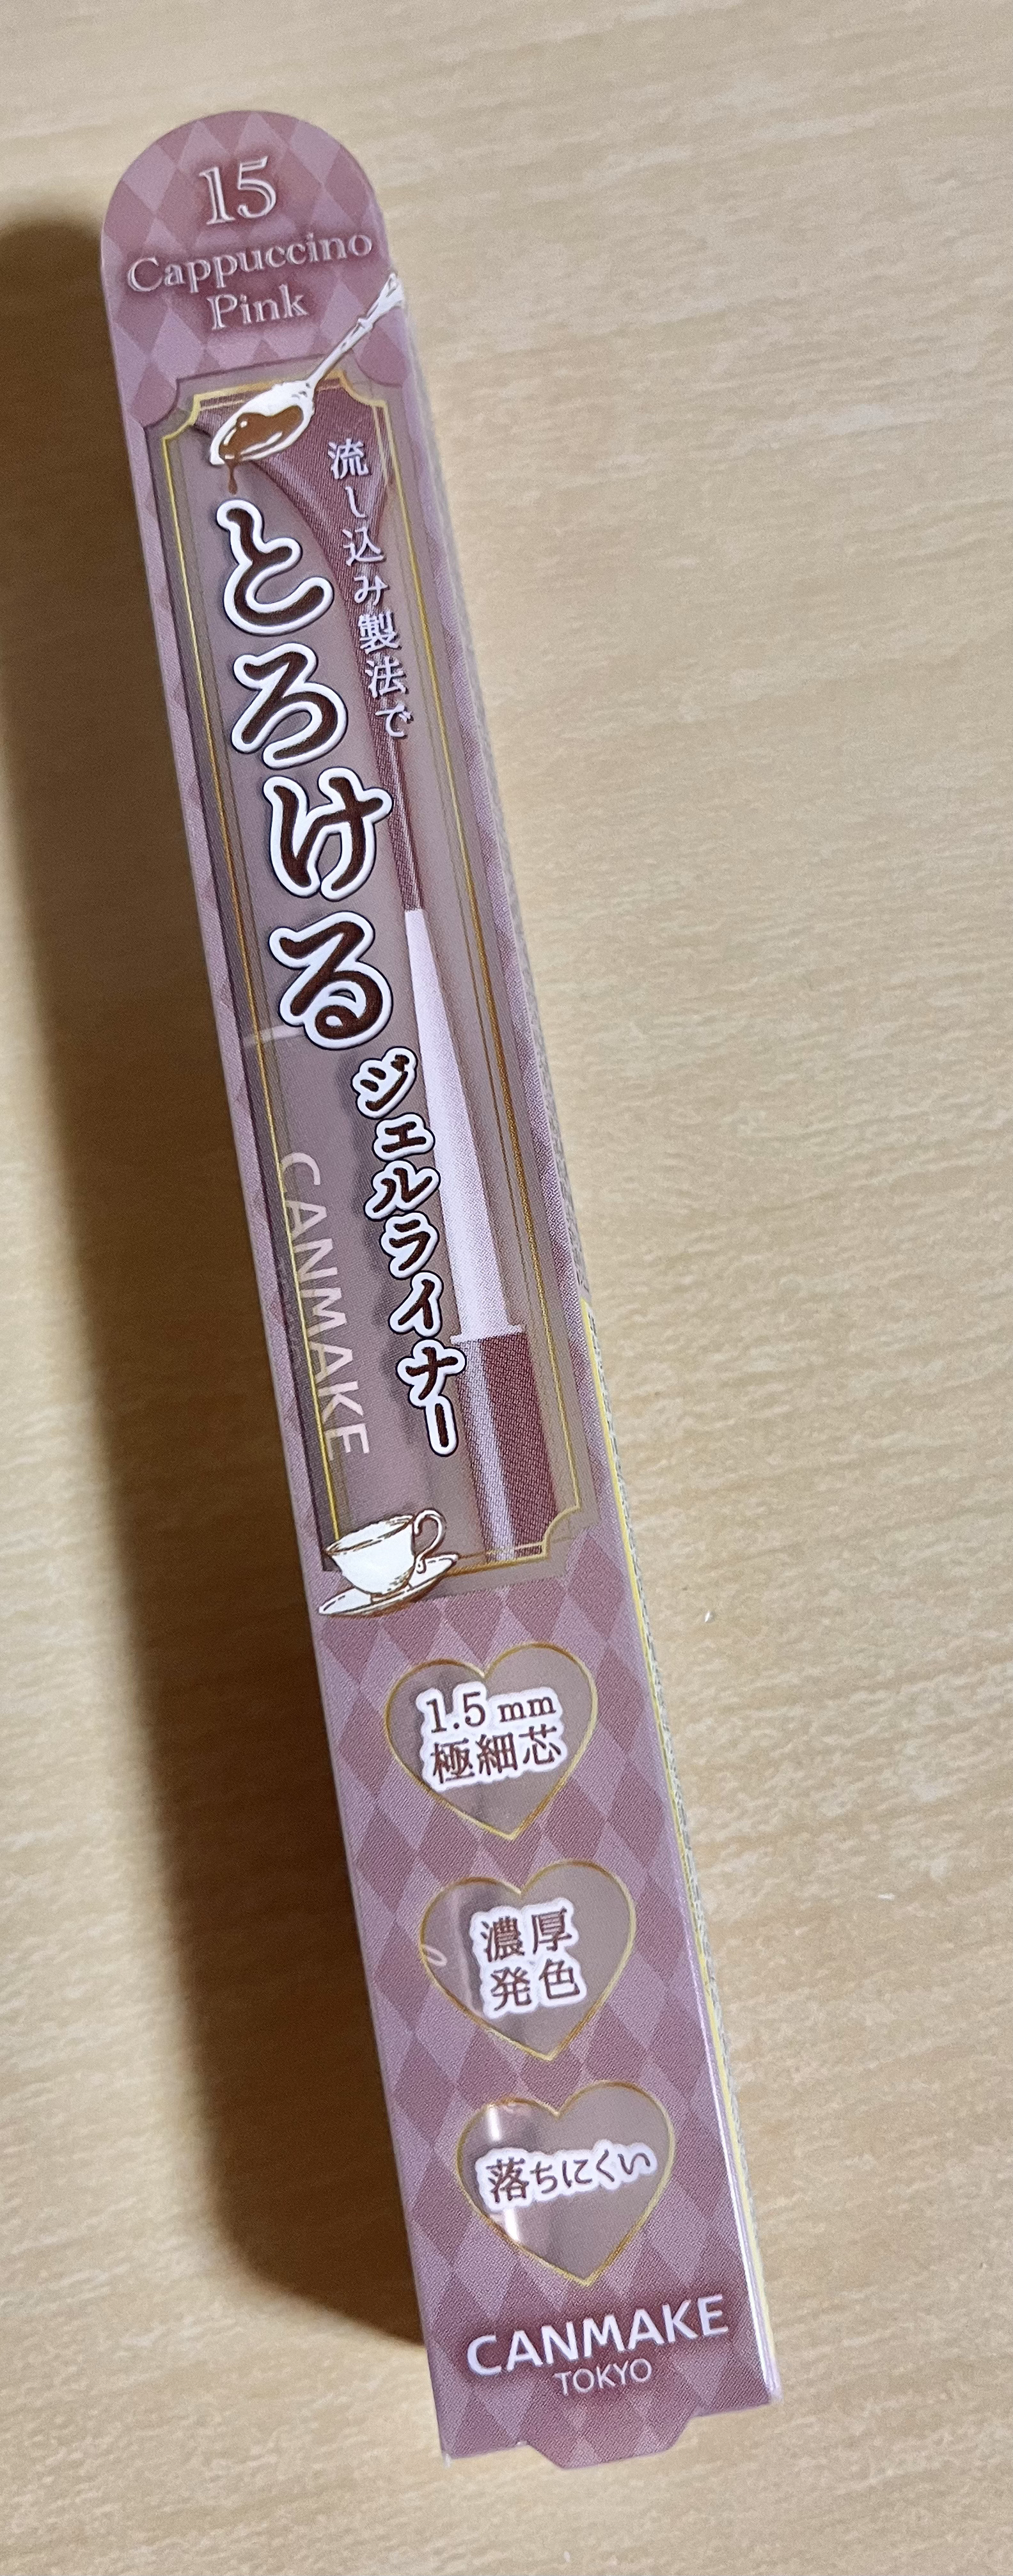 15
Cappuccino
Pink
流し込み製法で
とろける
ジェルライナー
CANMAKE
1.5mm
極細芯
濃厚
発色
落ちにくい
CANMAKE
TOKYO